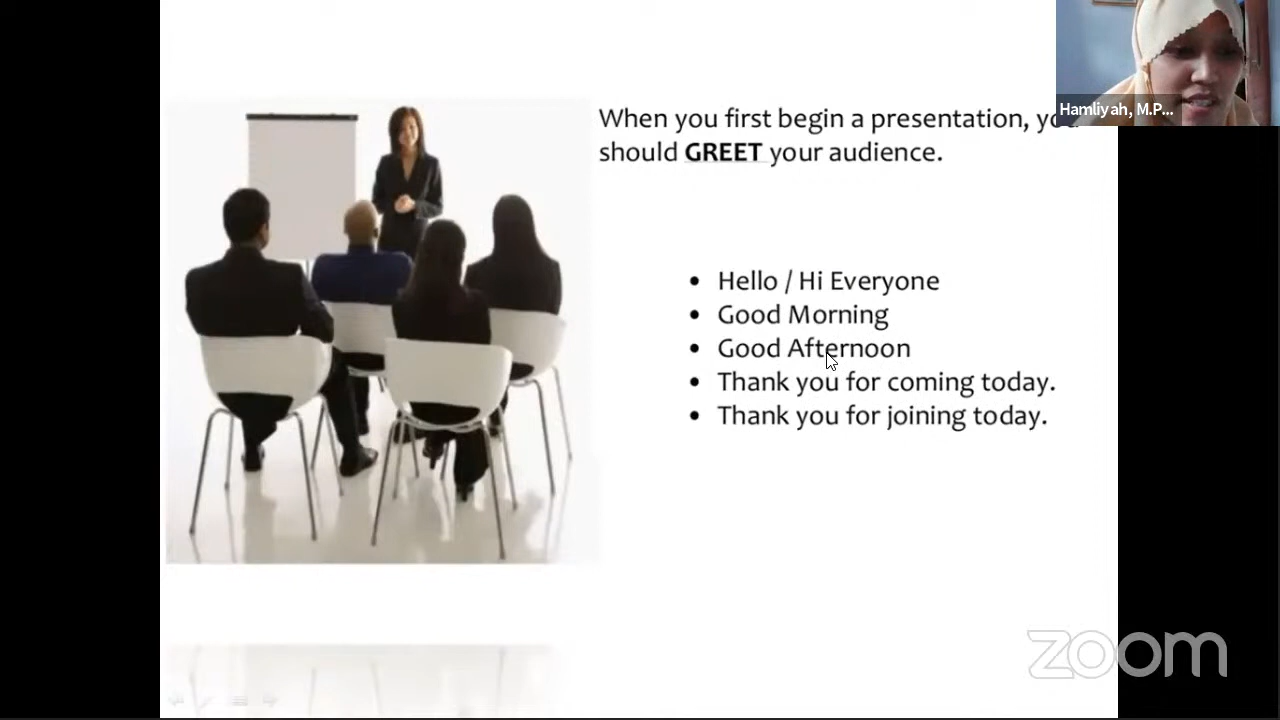 Hamliyah, M.P...
When you first begin a presentation, you
should GREET your audience.
• Hello / Hi Everyone
• Good Morning
• Good Afternoon
• Thank you for coming today.
• Thank you for joining today.
zoom